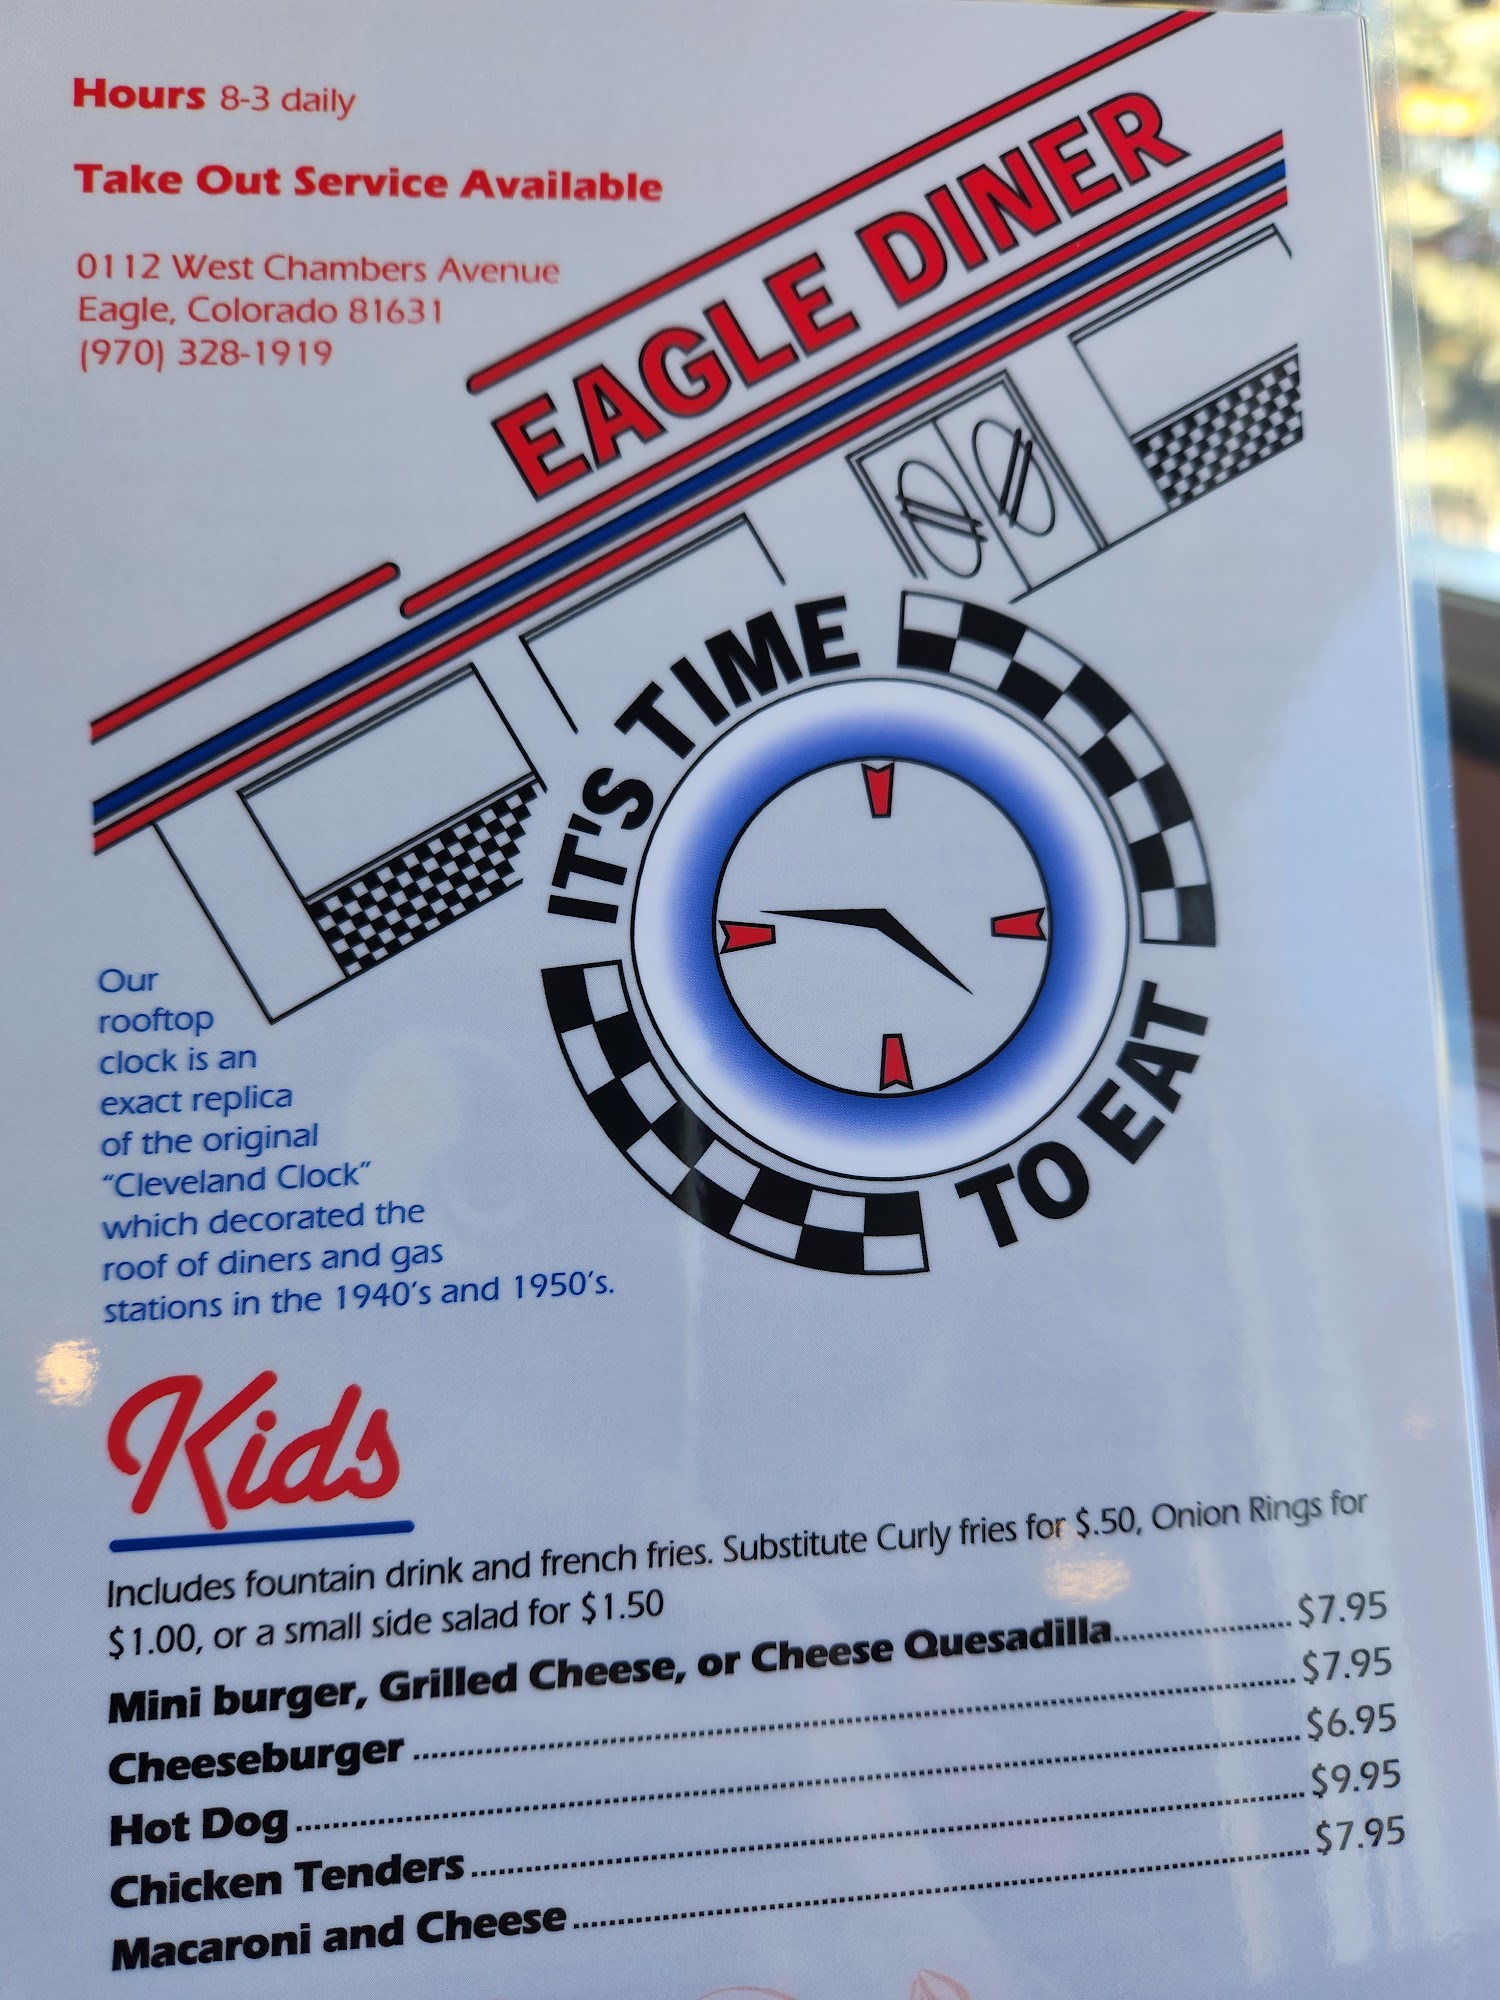 Hours 8-3 daily
Take Out Service Available
0112 West Chambers Avenue
Eagle, Colorado 81631
(970) 328-1919
EAGLE DINER
IT'S TIME
TO EAT
Our
rooftop
clock is an
exact replica
of the original
“Cleveland Clock”
which decorated the
roof of diners and gas
stations in the 1940's and 1950's.
Kids
Includes fountain drink and french fries. Substitute Curly fries for $.50, Onion Rings for
$1.00, or a small side salad for $1.50
Mini burger, Grilled Cheese, or Cheese Quesadilla....................$7.95
Cheeseburger ....................$7.95
Hot Dog....................$6.95
Chicken Tenders....................$9.95
Macaroni and Cheese....................$7.95